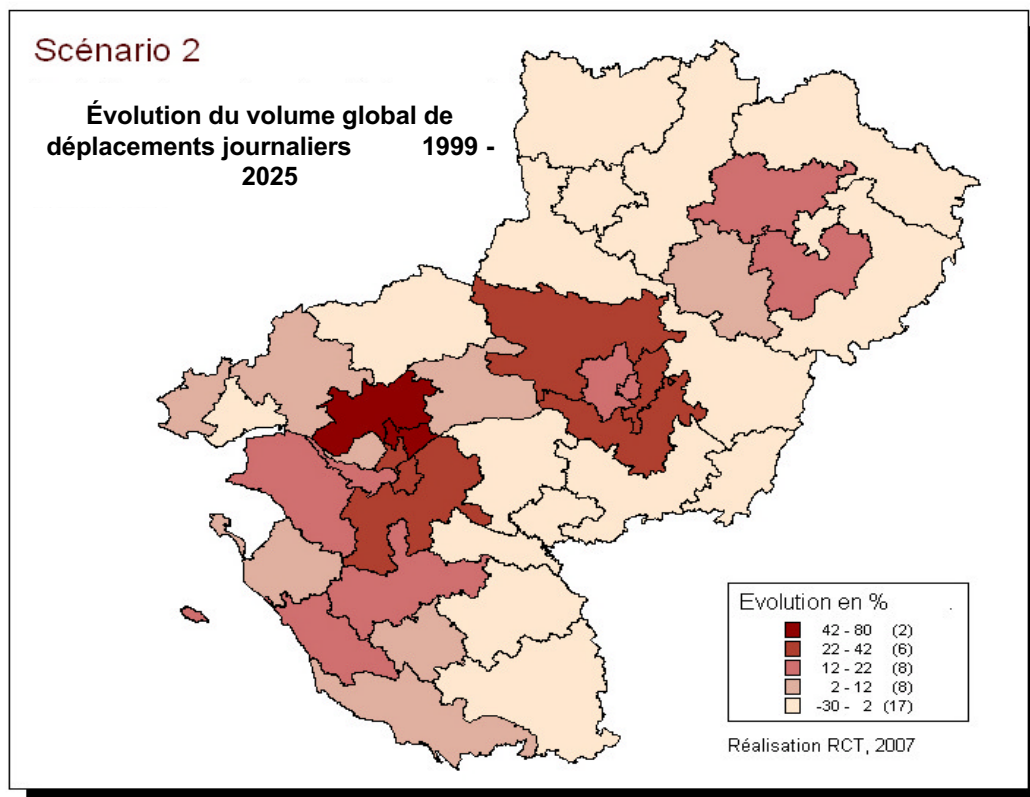 Scénario 2
Évolution du volume global de
déplacements journaliers 1999 -
2025
Evolution en %
42 - 80 (2)
22 - 42 (6)
12 - 22 (8)
2 - 12 (8)
-30 - 2 (17)
Réalisation RCT, 2007